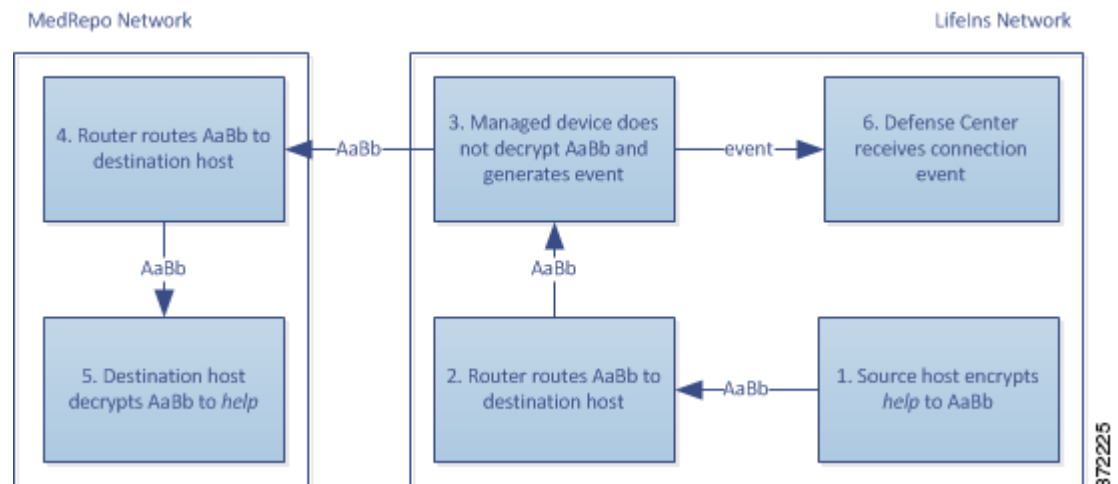 MedRepo Network
LifeIns Network
4. Router routes AaBb to
destination host
AaBb
3. Managed device does
not decrypt AaBb and
generates event
event
6. Defense Center
receives connection
event
AaBb
AaBb
5. Destination host
decrypts AaBb to help
2. Router routes AaBb to
destination host
AaBb
1. Source host encrypts
help to AaBb
372225